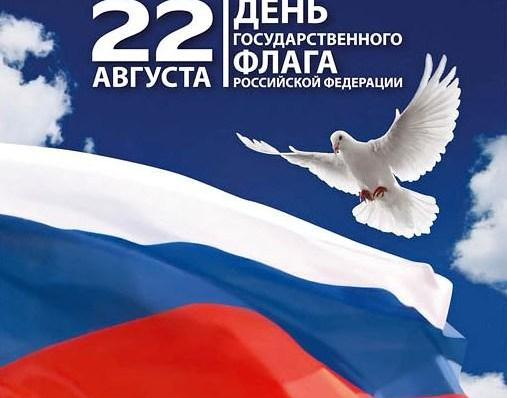 22
АВГУСТА
ДЕНЬ
ГОСУДАРСТВЕННОГО
ФЛАГА
РОССИЙСКОЙ ФЕДЕРАЦИИ